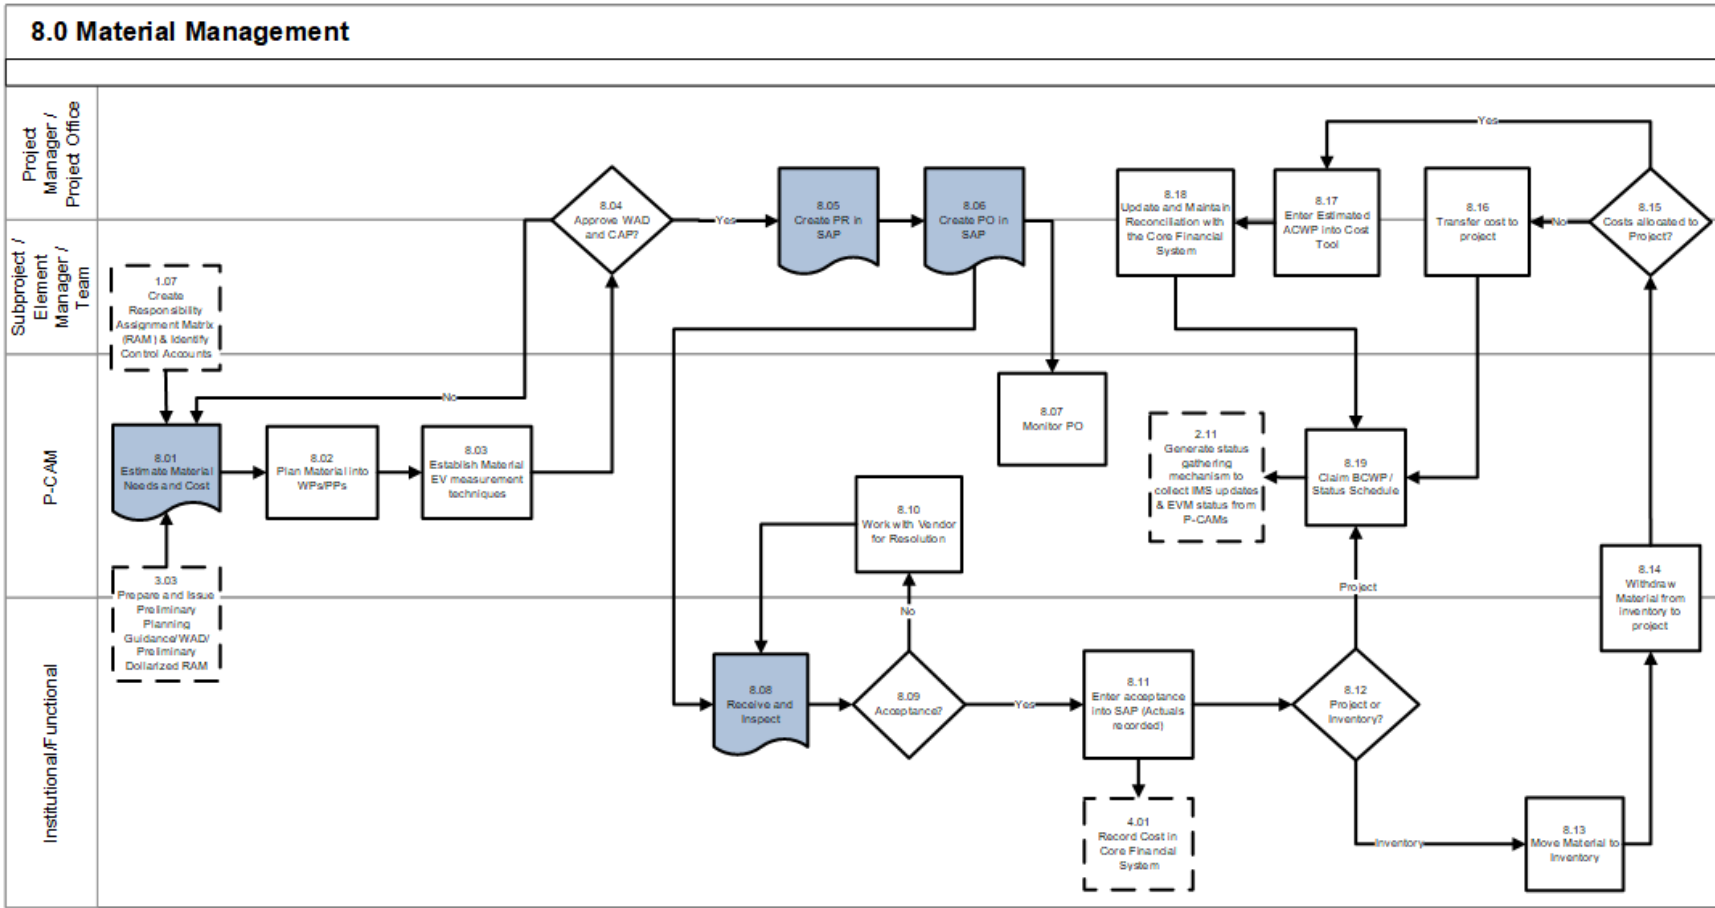 8.0 Material Management
Project
Manager /
Project Office
Subproject /
Element
Manager /
Team
P-CAM
Institutional/Functional
1.07
Create
Responsibility
Assignment Matrix
(RAM) & Identify
Control Accounts
8.01
Estimate Material
Needs and Cost
3.03
Prepare and Issue
Preliminary
Planning
Guidance/WAD/
Preliminary
Dollarized RAM
8.02
Plan Material into
WPs/PPs
8.03
Establish Material
EV measurement
techniques
No
8.04
Approve WAD
and CAP?
Yes
8.05
Create PR in
SAP
8.06
Create PO in
SAP
8.07
Monitor PO
8.08
Receive and
Inspect
8.09
Acceptance?
No
8.10
Work with Vendor
for Resolution
Yes
8.11
Enter acceptance
into SAP (Actuals
recorded)
4.01
Record Cost in
Core Financial
System
8.12
Project or
Inventory?
Project
Inventory
8.13
Move Material to
Inventory
8.14
Withdraw
Material from
inventory to
project
8.15
Costs allocated to
Project?
No
Yes
8.16
Transfer cost to
project
8.17
Enter Estimated
ACWP into Cost
Tool
8.18
Update and Maintain
Reconciliation with
the Core Financial
System
8.19
Claim BCWP /
Status Schedule
2.11
Generate status
gathering
mechanism to
collect IMS updates
& EVM status from
P-CAMs